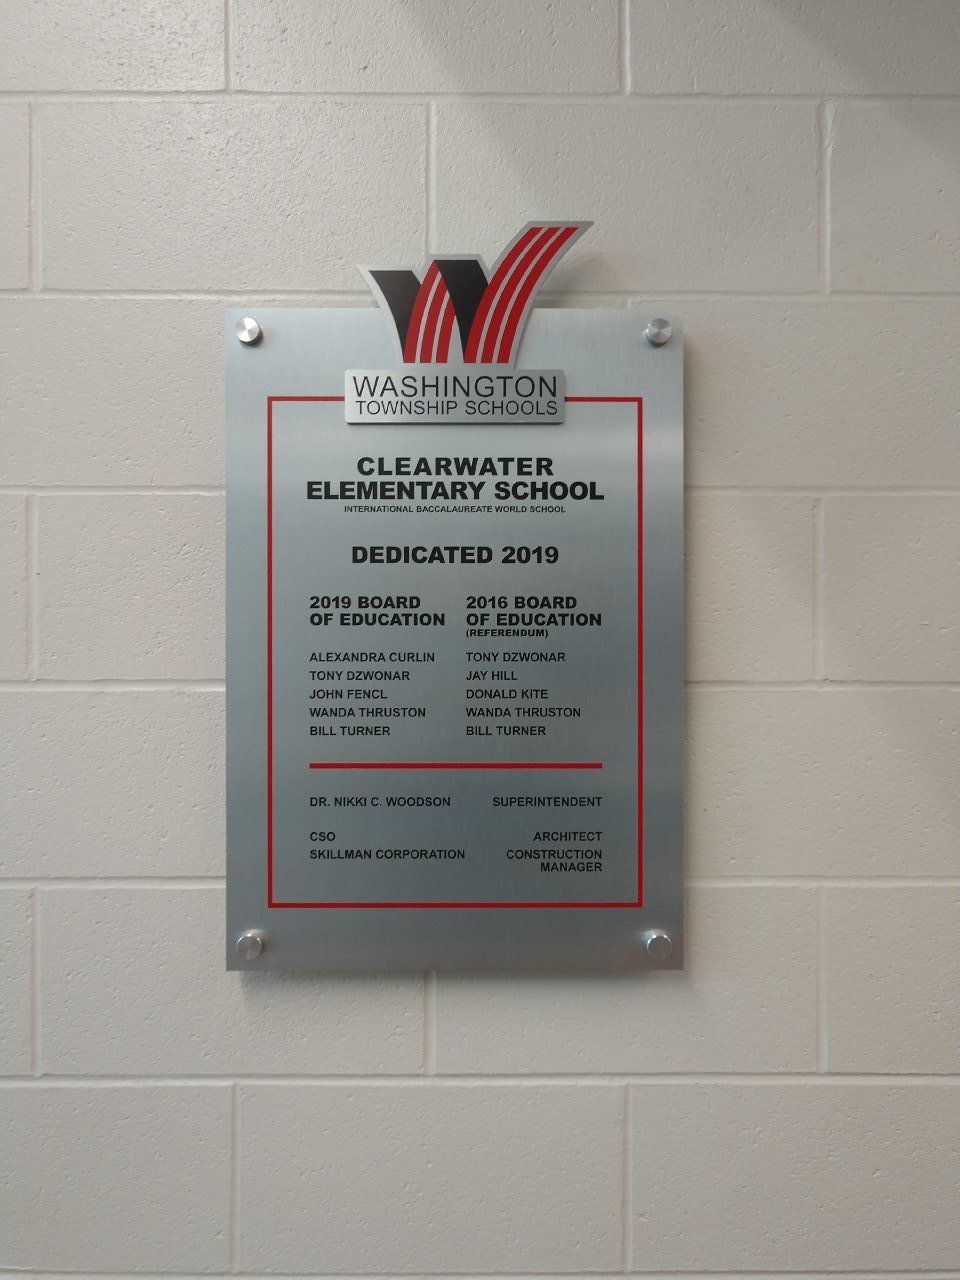 WASHINGTON
TOWNSHIP SCHOOLS
CLEARWATER
ELEMENTARY SCHOOL
INTERNATIONAL BACCALAUREATE WORLD SCHOOL
DEDICATED 2019
2019 BOARD
OF EDUCATION
ALEXANDRA CURLIN
TONY DZWONAR
JOHN FENCL
WANDA THRUSTON
BILL TURNER
2016 BOARD
OF EDUCATION
(REFERENDUM)
TONY DZWONAR
JAY HILL
DONALD KITE
WANDA THRUSTON
BILL TURNER
DR. NIKKI C. WOODSON SUPERINTENDENT
CSO ARCHITECT
SKILLMAN CORPORATION CONSTRUCTION
MANAGER